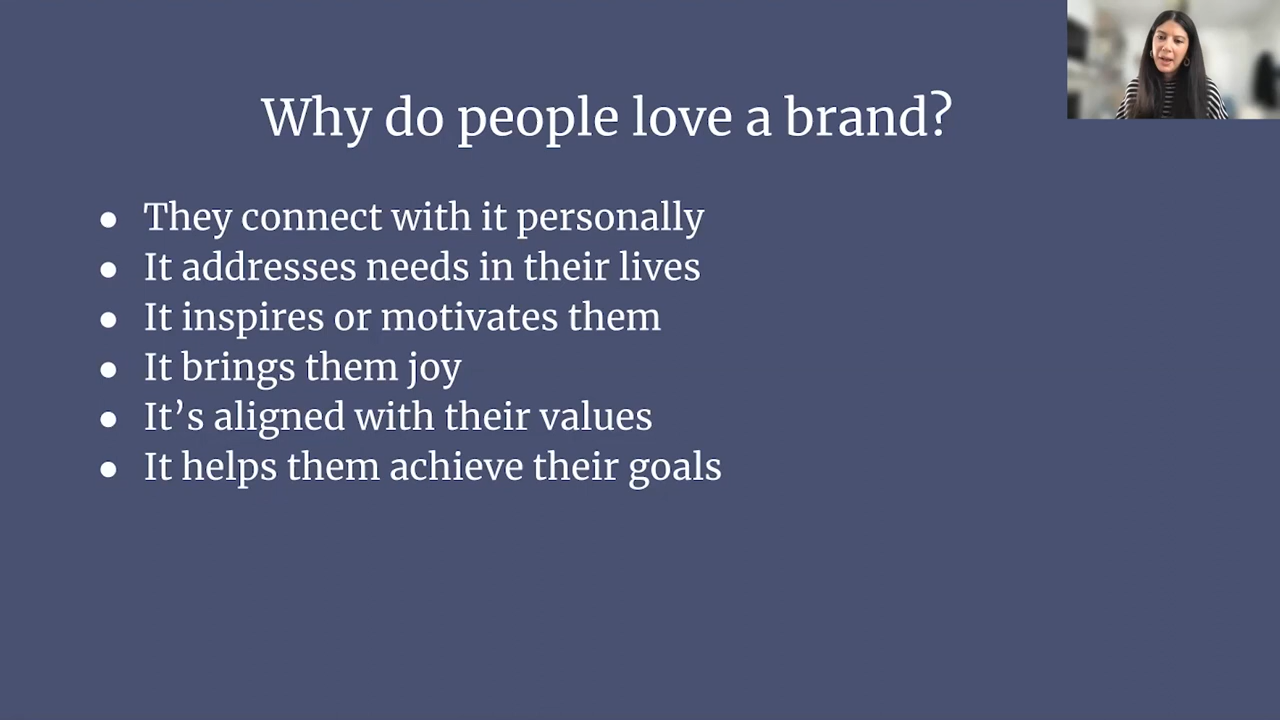 Why do people love a brand?
● They connect with it personally
● It addresses needs in their lives
● It inspires or motivates them
● It brings them joy
● It’s aligned with their values
● It helps them achieve their goals